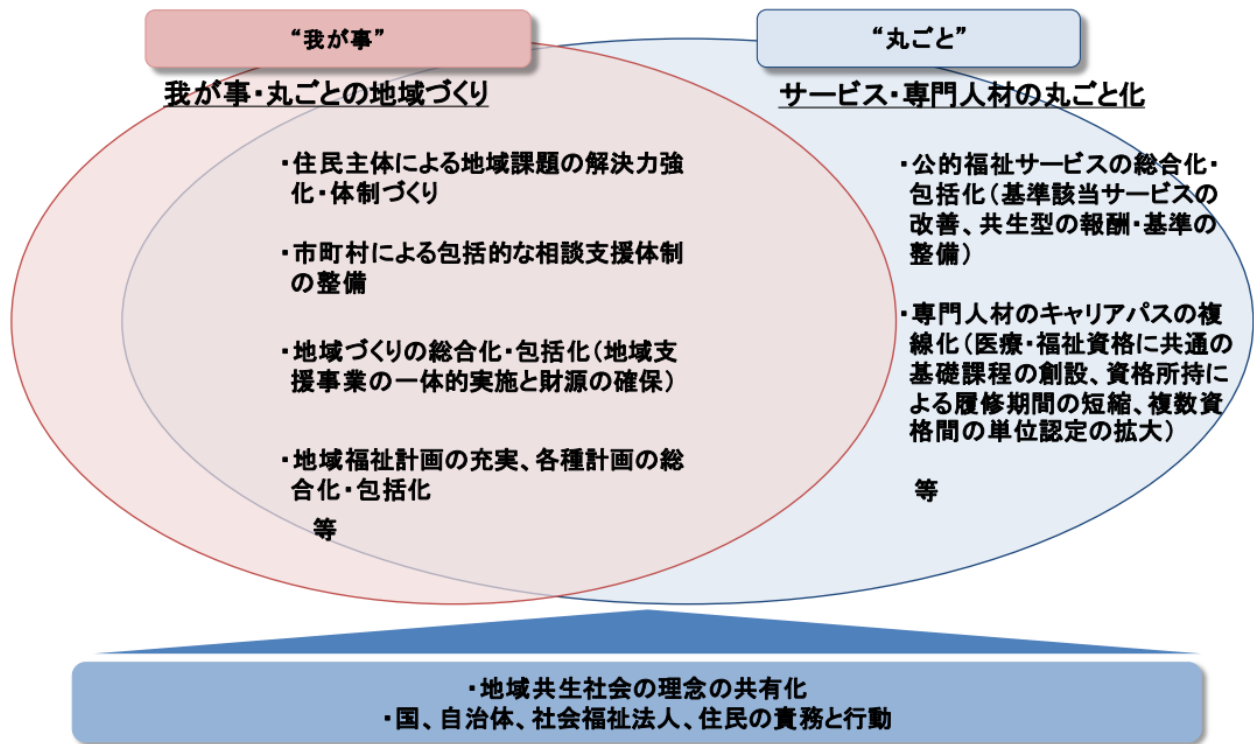 “我が事”
我が事・丸ごとの地域づくり
・住民主体による地域課題の解決力強
化・体制づくり
・市町村による包括的な相談支援体制
の整備
・地域づくりの総合化・包括化（地域支
援事業の一体的実施と財源の確保）
・地域福祉計画の充実、各種計画の総
合化・包括化
等
“丸ごと”
サービス・専門人材の丸ごと化
・公的福祉サービスの総合化・
包括化（基準該当サービスの
改善、共生型の報酬・基準の
整備）
・専門人材のキャリアパスの複
線化（医療・福祉資格に共通の
基礎課程の創設、資格所持に
よる履修期間の短縮、複数資
格間の単位認定の拡大）
等
・地域共生社会の理念の共有化
・国、自治体、社会福祉法人、住民の責務と行動